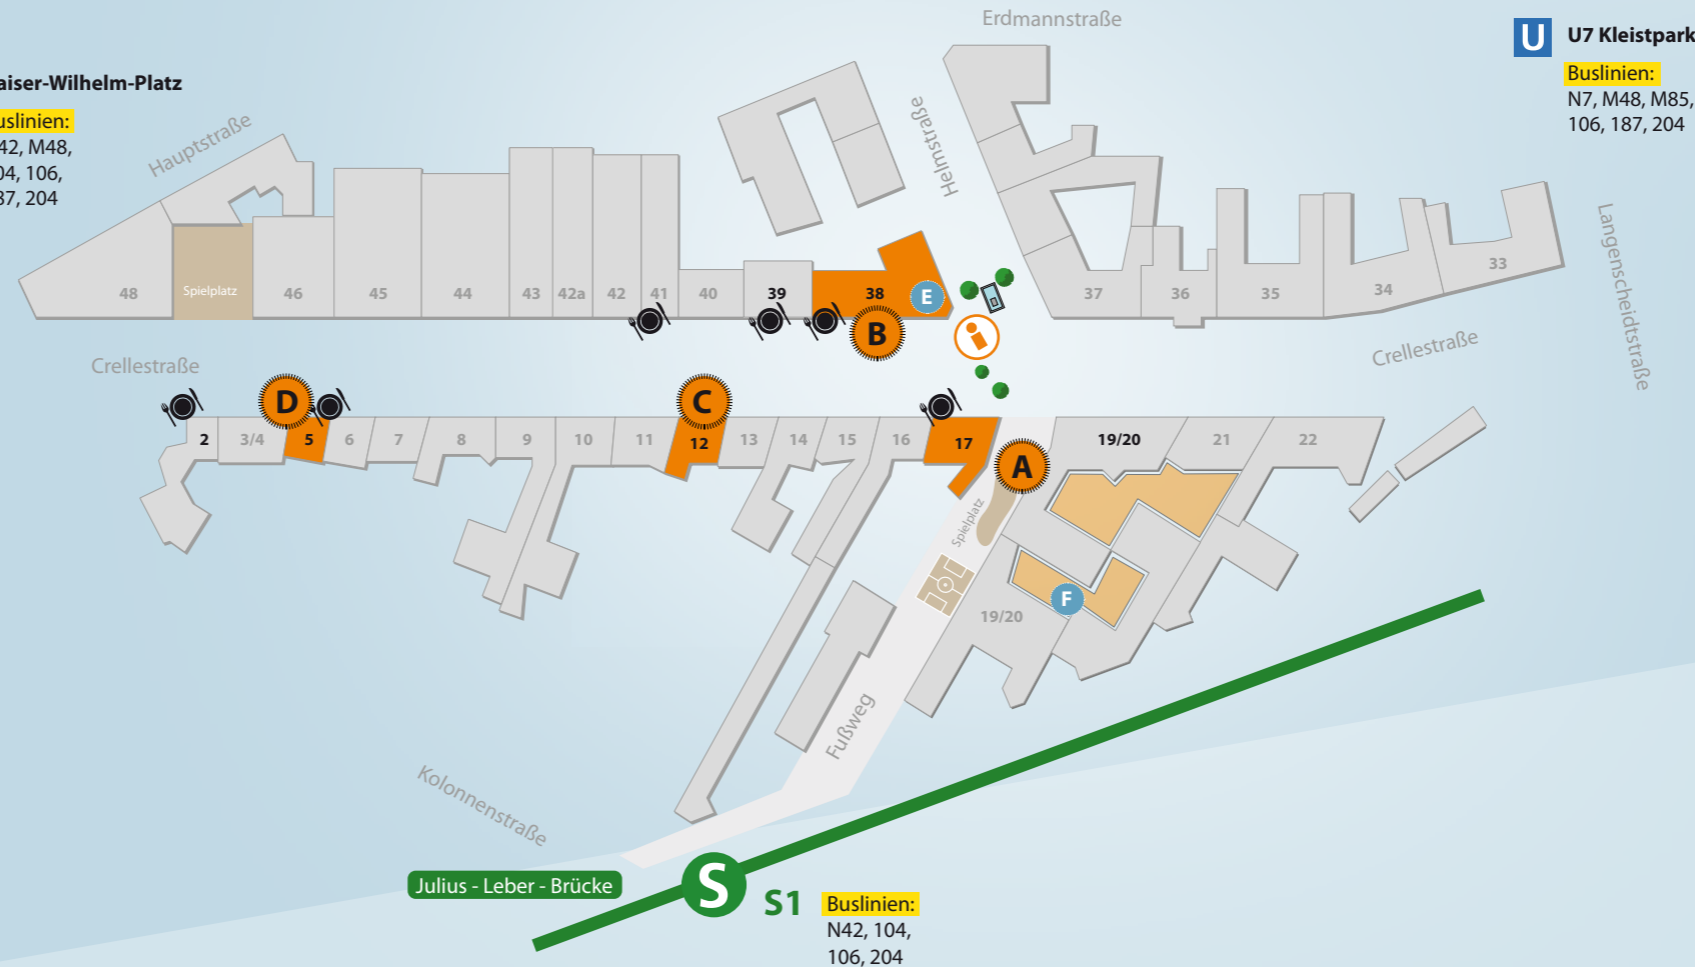 Erdmannstraße
U
U7 Kleistpark
Buslinien:
N7, M48, M85,
106, 187, 204
aiser-Wilhelm-Platz
uslinien:
42, M48,
04, 106,
37, 204
Hauptstraße
Helmstraße
Langenscheidtstraße
48
Spielplatz
46
45
44
43
42a
42
41
40
39
38
E
37
36
35
34
33
B
Crellestraße
Crellestraße
D
C
2
3/4
5
6
7
8
9
10
11
12
13
14
15
16
17
A
19/20
21
22
Spielplatz
F
19/20
Fußweg
Kolonnenstraße
Julius - Leber - Brücke
S
S1
Buslinien:
N42, 104,
106, 204